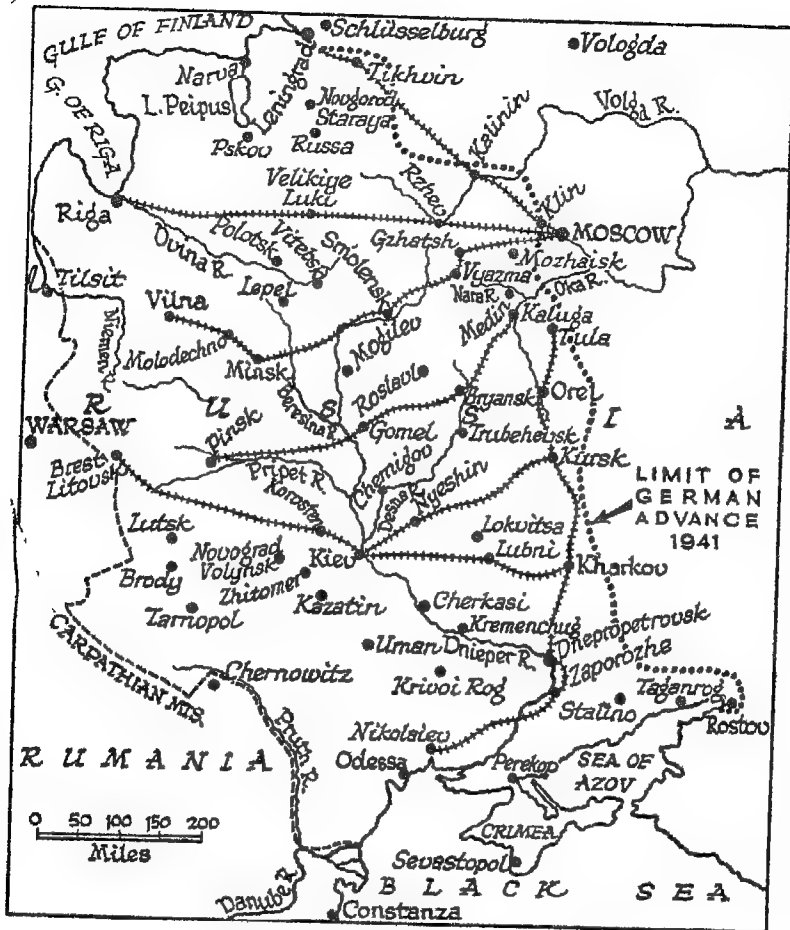 GULF OF FINLAND
Schlüsselburg
Vologda
Narva
Leningrad
Tikhvin
G. OF RIGA
L. Peipus
Novgorod
Staraya
Russa
Pskov
Kalinin
Volga R.
Rzhev
Klin
Velikiye
Luki
Riga
MOSCOW
Gzhatsk
Mozhaisk
Dvina R.
Polotsk
Vitebsk
Smolensk
Vyazma
Oka R.
Nara R.
Tilsit
Lepel
Vilna
Medin
Kaluga
Tula
Nieman R.
Molodechno
Minsk
Mogilev
Roslavl
Beresina R.
Bryansk
Orel
R U S S I A
WARSAW
Pinsk
Gomel
Trubchevsk
Brest
Litovsk
Pripet R.
Chernigov
Kursk
LIMIT OF
GERMAN
ADVANCE
1941
Korosten
Desna R.
Nyeshin
Lutsk
Lokvitsa
Novograd
Volynsk
Kiev
Lubni
Kharkov
Brody
Zhitomer
Kazatin
Cherkasi
Tarnopol
Kremenchug
Dnepropetrovsk
Uman
Dnieper R.
Zaporozhe
CARPATHIAN MTS.
Chernowitz
Krivoi Rog
Stalino
Taganrog
Rostov
Pruth R.
Nikolaiev
RUMANIA
Odessa
Perekop
SEA OF
AZOV
0 50 100 150 200
Miles
CRIMEA
Sevastopol
BLACK SEA
Danube R.
Constanza